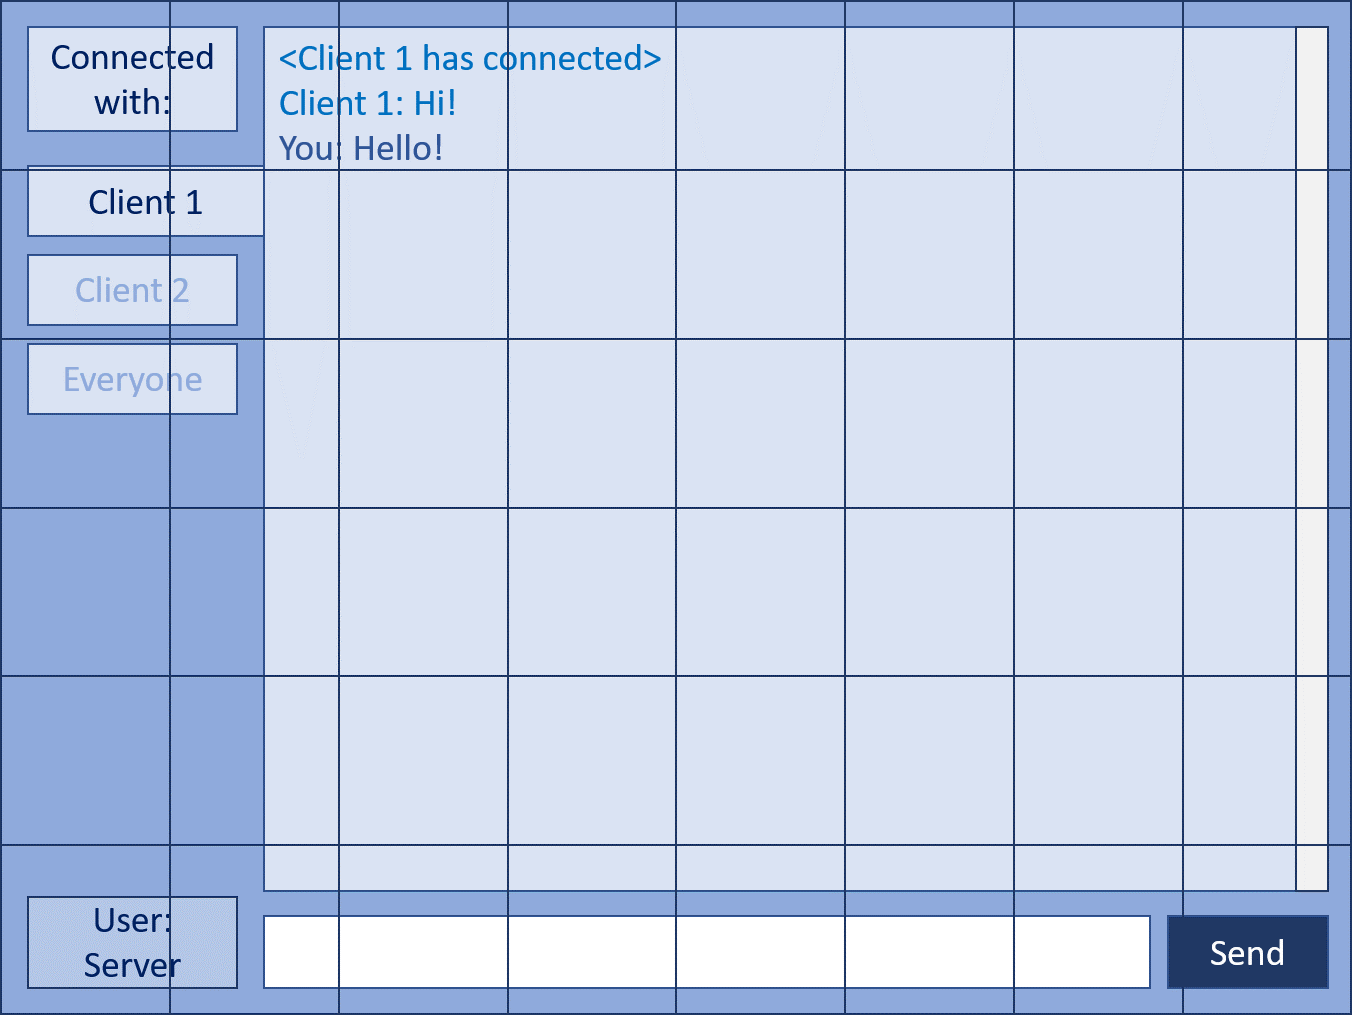 Connected
with:
<Client 1 has connected>
Client 1: Hi!
You: Hello!
Client 1
Client 2
Everyone
User:
Server
Send